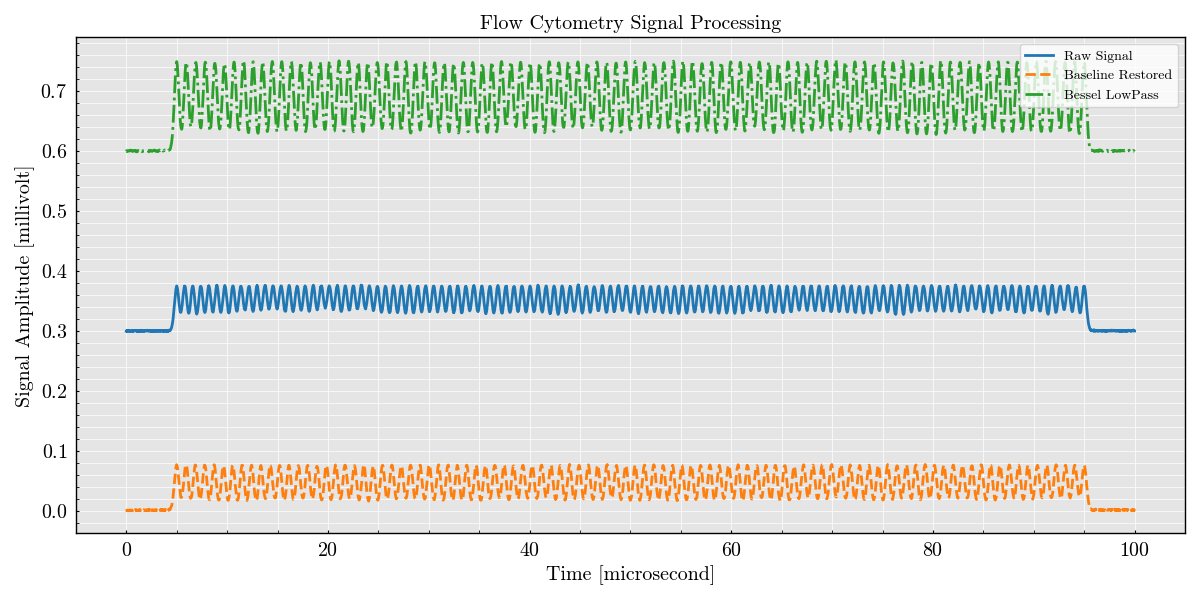 Flow Cytometry Signal Processing
Raw Signal
Baseline Restored
Bessel LowPass
Signal Amplitude [millivolt]
0.7
0.6
0.5
0.4
0.3
0.2
0.1
0.0
0 20 40 60 80 100
Time [microsecond]